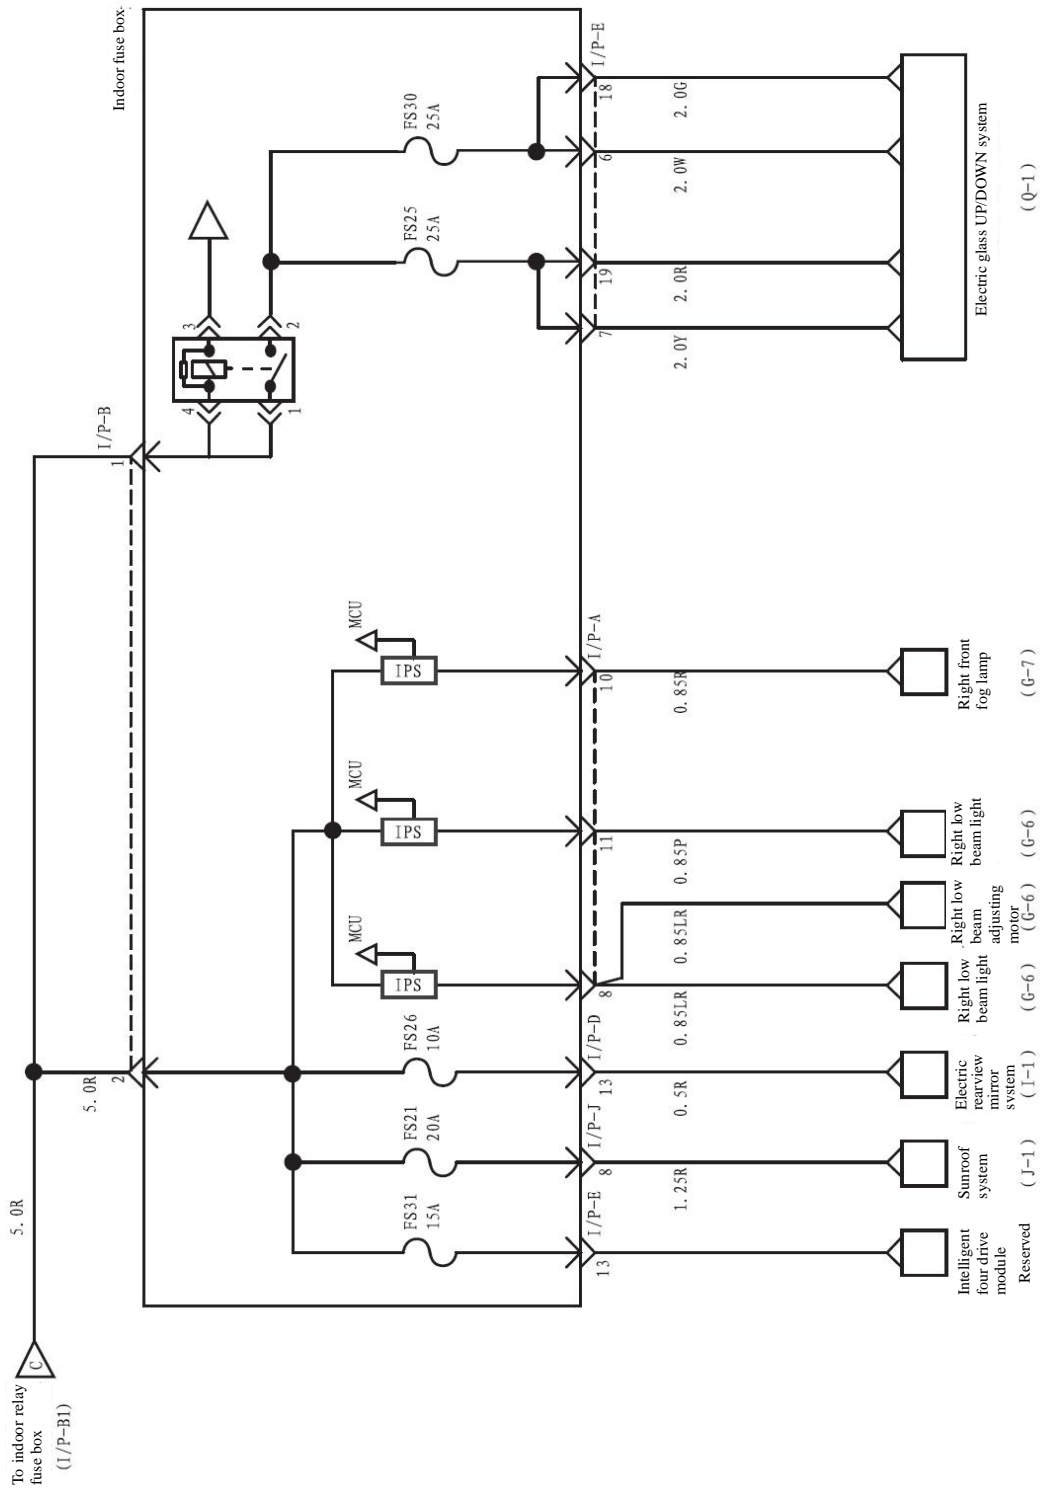 To indoor relay
fuse box
(I/P-B1)
C
5.0R
5.0R
2
1
I/P-B
Indoor fuse box
4
3
1
2
FS31
15A
FS21
20A
FS26
10A
IPS
MCU
IPS
MCU
IPS
MCU
FS25
25A
FS30
25A
13
I/P-E
8
I/P-J
13
I/P-D
8
11
10
I/P-A
7
19
6
18
I/P-E
1.25R
0.5R
0.85LR
0.85LR
0.85P
0.85R
2.0Y
2.0R
2.0W
2.0G
Intelligent
four drive
module
Reserved
Sunroof
system
(J-1)
Electric
rearview
mirror
svstem
(I-1)
Right low
beam light
(G-6)
Right low
beam
adjusting
motor
(G-6)
Right low
beam light
(G-6)
Right front
fog lamp
(G-7)
Electric glass UP/DOWN system
(Q-1)